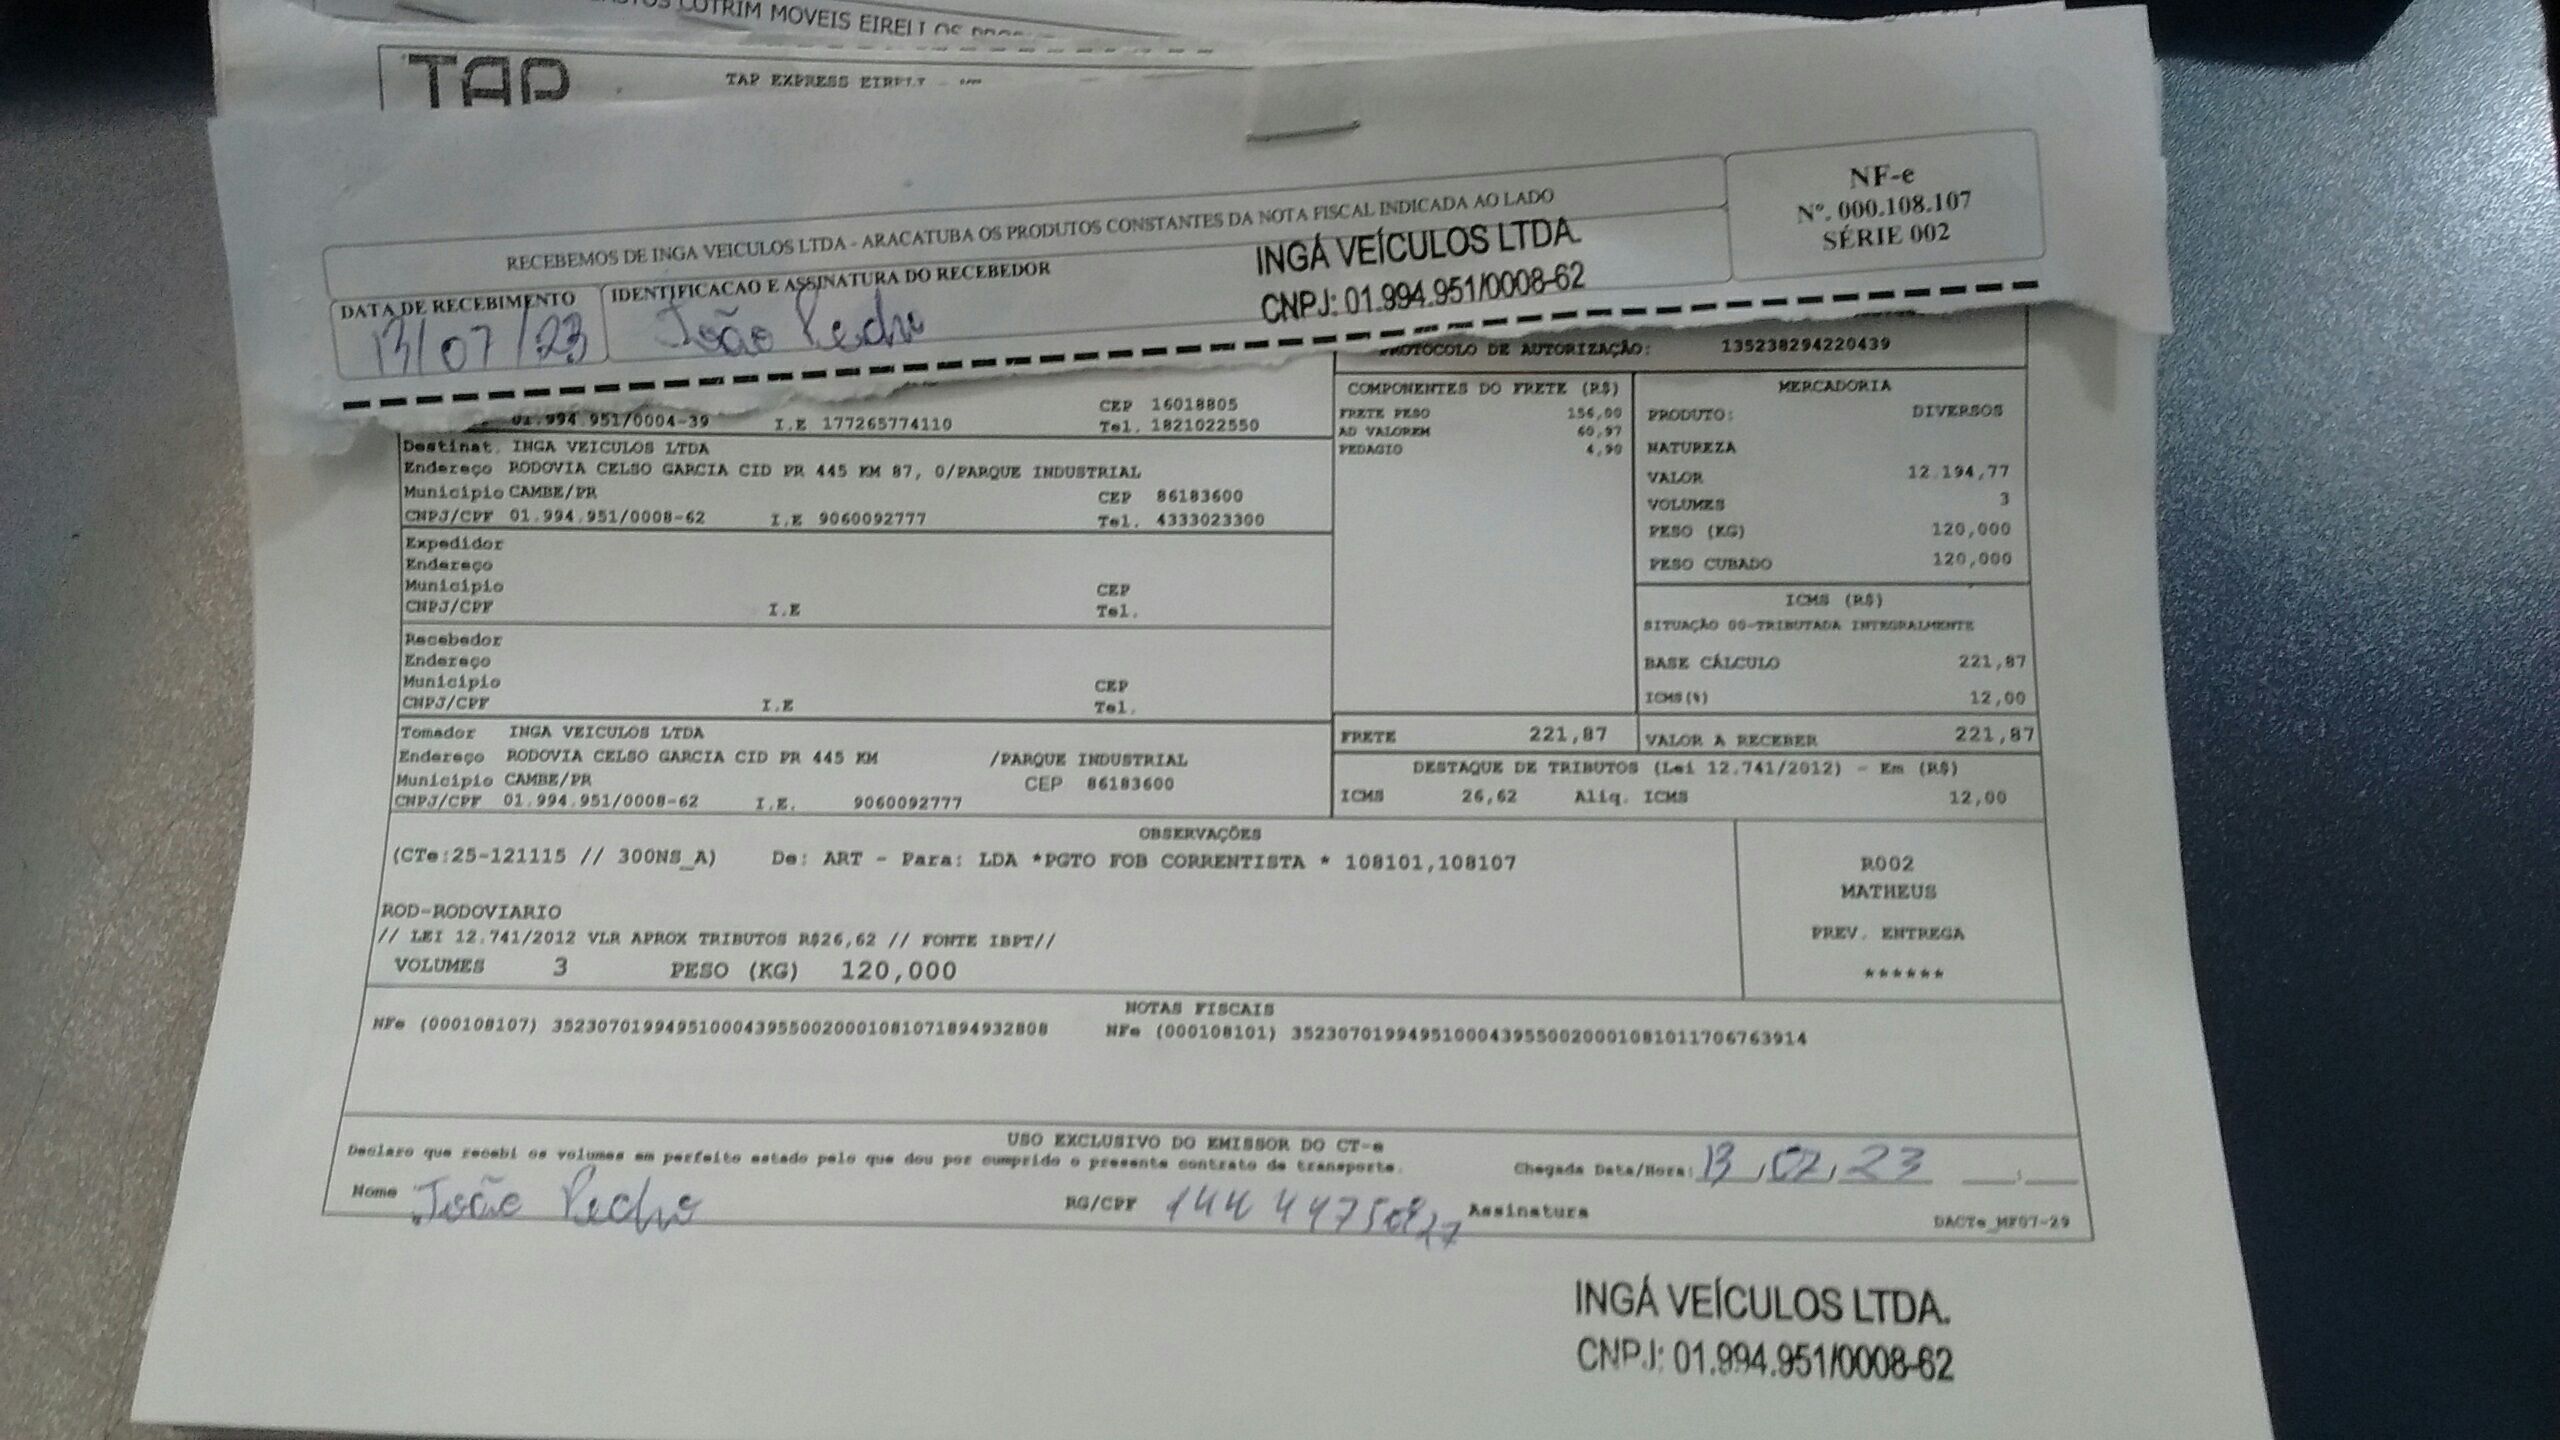 COTRIM MOVEIS EIRELI OS
TAP
TAP EXPRESS EIRELI
RECEBEMOS DE INGA VEICULOS LTDA - ARACATUBA OS PRODUTOS CONSTANTES DA NOTA FISCAL INDICADA AO LADO
NF-e
Nº. 000.108.107
SÉRIE 002
INGÁ VEÍCULOS LTDA.
CNPJ: 01.994.951/0008-62
DATA DE RECEBIMENTO
13/07/23
IDENTIFICACAO E ASSINATURA DO RECEBEDOR
João Pedro
PROTOCOLO DE AUTORIZAÇÃO: 135238294220439
CEP 16018805
01.994.951/0004-39 I.E 177265774110 Tel. 1821022550
Destinat. INGA VEICULOS LTDA
Endereço RODOVIA CELSO GARCIA CID PR 445 KM 87, 0/PARQUE INDUSTRIAL
Município CAMBE/PR CEP 86183600
CNPJ/CPF 01.994.951/0008-62 I.E 9060092777 Tel. 4333023300
Expedidor
Endereço
Município CEP
CNPJ/CPF I.E Tel.
Recebedor
Endereço
Município CEP
CNPJ/CPF I.E Tel.
Tomador INGA VEICULOS LTDA
Endereço RODOVIA CELSO GARCIA CID PR 445 KM /PARQUE INDUSTRIAL
Município CAMBE/PR CEP 86183600
CNPJ/CPF 01.994.951/0008-62 I.E. 9060092777
COMPONENTES DO FRETE (R$)
FRETE PESO 156,00
AD VALOREM 60,97
PEDAGIO 4,90
MERCADORIA
PRODUTO: DIVERSOS
NATUREZA
VALOR 12.194,77
VOLUMES 3
PESO (KG) 120,000
PESO CUBADO 120,000
ICMS (R$)
SITUAÇÃO 00-TRIBUTADA INTEGRALMENTE
BASE CÁLCULO 221,87
ICMS(%) 12,00
FRETE 221,87
VALOR A RECEBER 221,87
DESTAQUE DE TRIBUTOS (Lei 12.741/2012) - Em (R$)
ICMS 26,62 Aliq. ICMS 12,00
OBSERVAÇÕES
(CTe:25-121115 // 300NS_A) De: ART - Para: LDA *PGTO FOB CORRENTISTA * 108101,108107
ROD-RODOVIARIO
// LEI 12.741/2012 VLR APROX TRIBUTOS R$26,62 // FONTE IBPT//
VOLUMES 3 PESO (KG) 120,000
R002
MATHEUS
PREV. ENTREGA
******
NOTAS FISCAIS
NFe (000108107) 35230701994951000439550020001081071894932808 NFe (000108101) 35230701994951000439550020001081011706763914
USO EXCLUSIVO DO EMISSOR DO CT-e
Declaro que recebi os volumes em perfeito estado pelo que dou por cumprido o presente contrato de transporte.
Chegada Data/Hora: 13,07,23
Nome João Pedro RG/CPF Assinatura
DACTe_MF07-29
INGÁ VEÍCULOS LTDA.
CNPJ: 01.994.951/0008-62